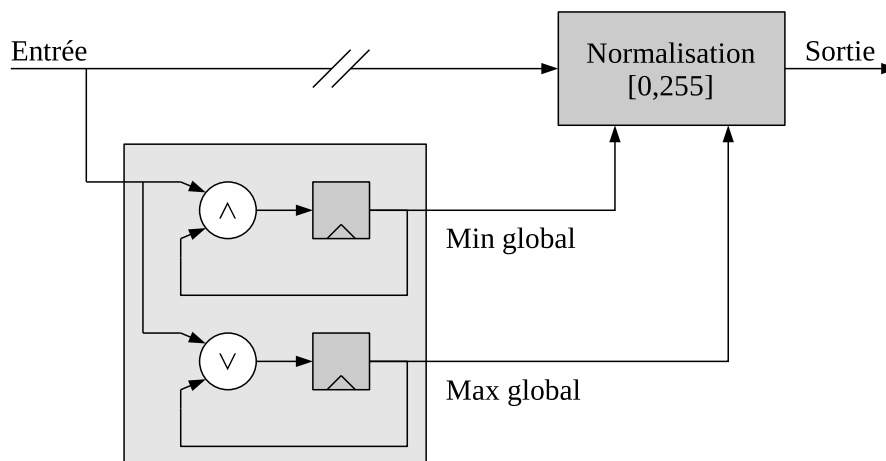 Entrée
Normalisation
[0,255]
Sortie
∧
Min global
∨
Max global